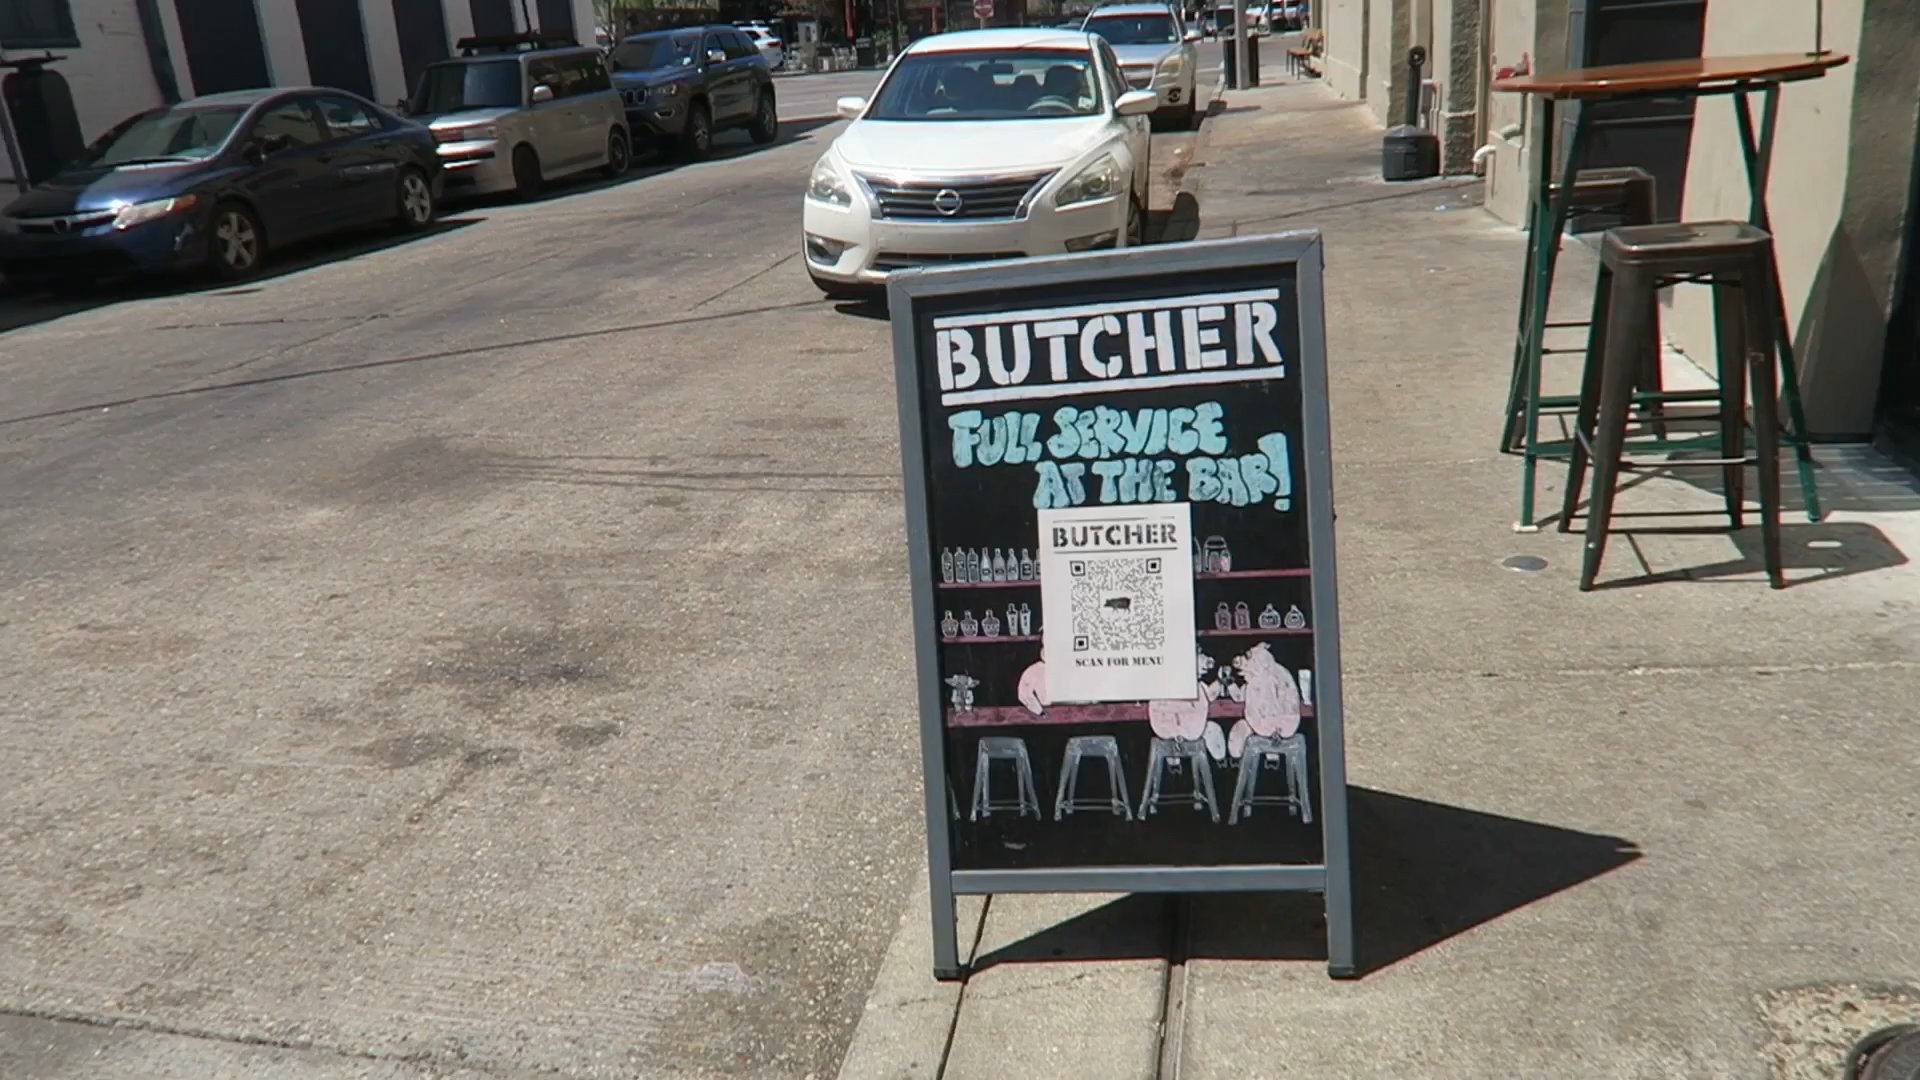 BUTCHER
FULL SERVICE
AT THE BAR!
BUTCHER
SCAN FOR MENU